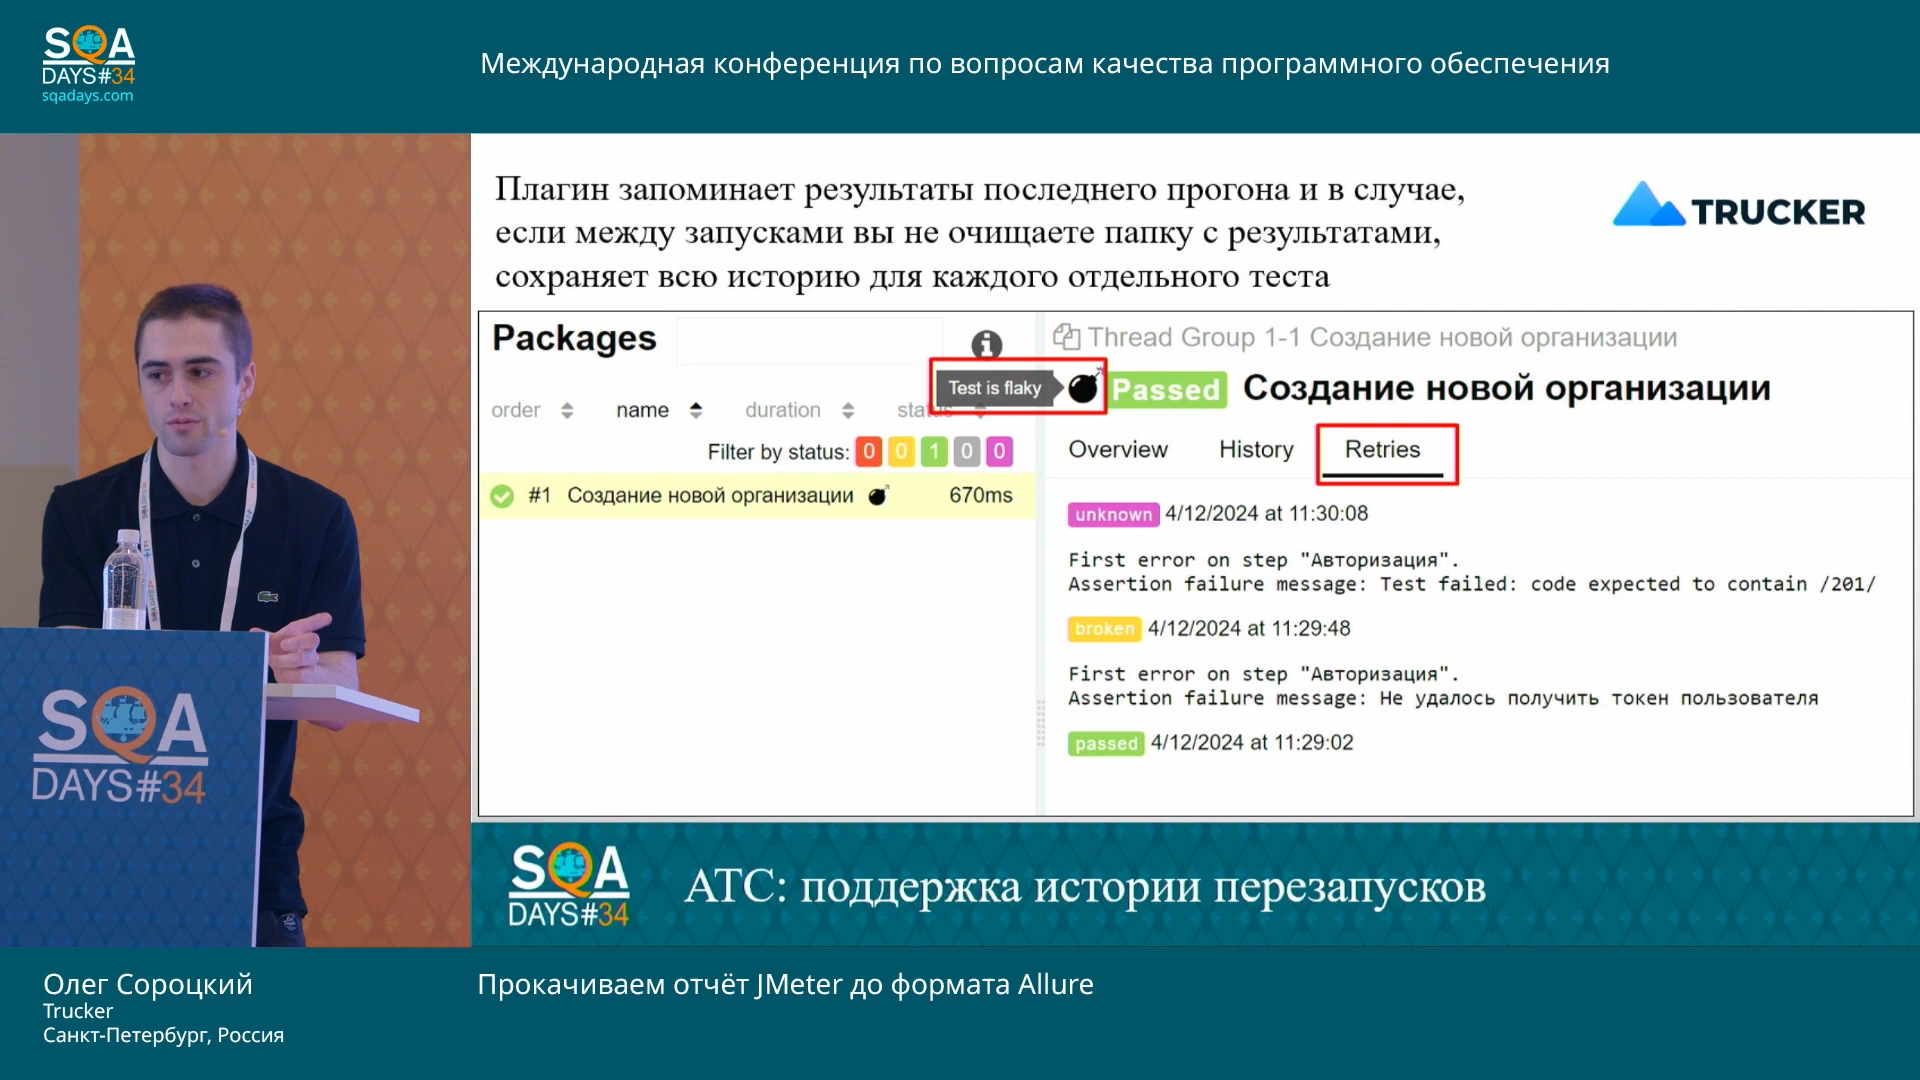 SQA
DAYS#34
sqadays.com
Международная конференция по вопросам качества программного обеспечения
Плагин запоминает результаты последнего прогона и в случае,
если между запусками вы не очищаете папку с результатами,
сохраняет всю историю для каждого отдельного теста
TRUCKER
Packages
order name duration status
Filter by status: 0 0 1 0 0
#1 Создание новой организации 670ms
Thread Group 1-1 Создание новой организации
Test is flaky
Passed Создание новой организации
Overview History Retries
unknown 4/12/2024 at 11:30:08
First error on step "Авторизация".
Assertion failure message: Test failed: code expected to contain /201/
broken 4/12/2024 at 11:29:48
First error on step "Авторизация".
Assertion failure message: Не удалось получить токен пользователя
passed 4/12/2024 at 11:29:02
SQA
DAYS#34
SQA
DAYS#34
АТС: поддержка истории перезапусков
Олег Сороцкий
Trucker
Санкт-Петербург, Россия
Прокачиваем отчёт JMeter до формата Allure